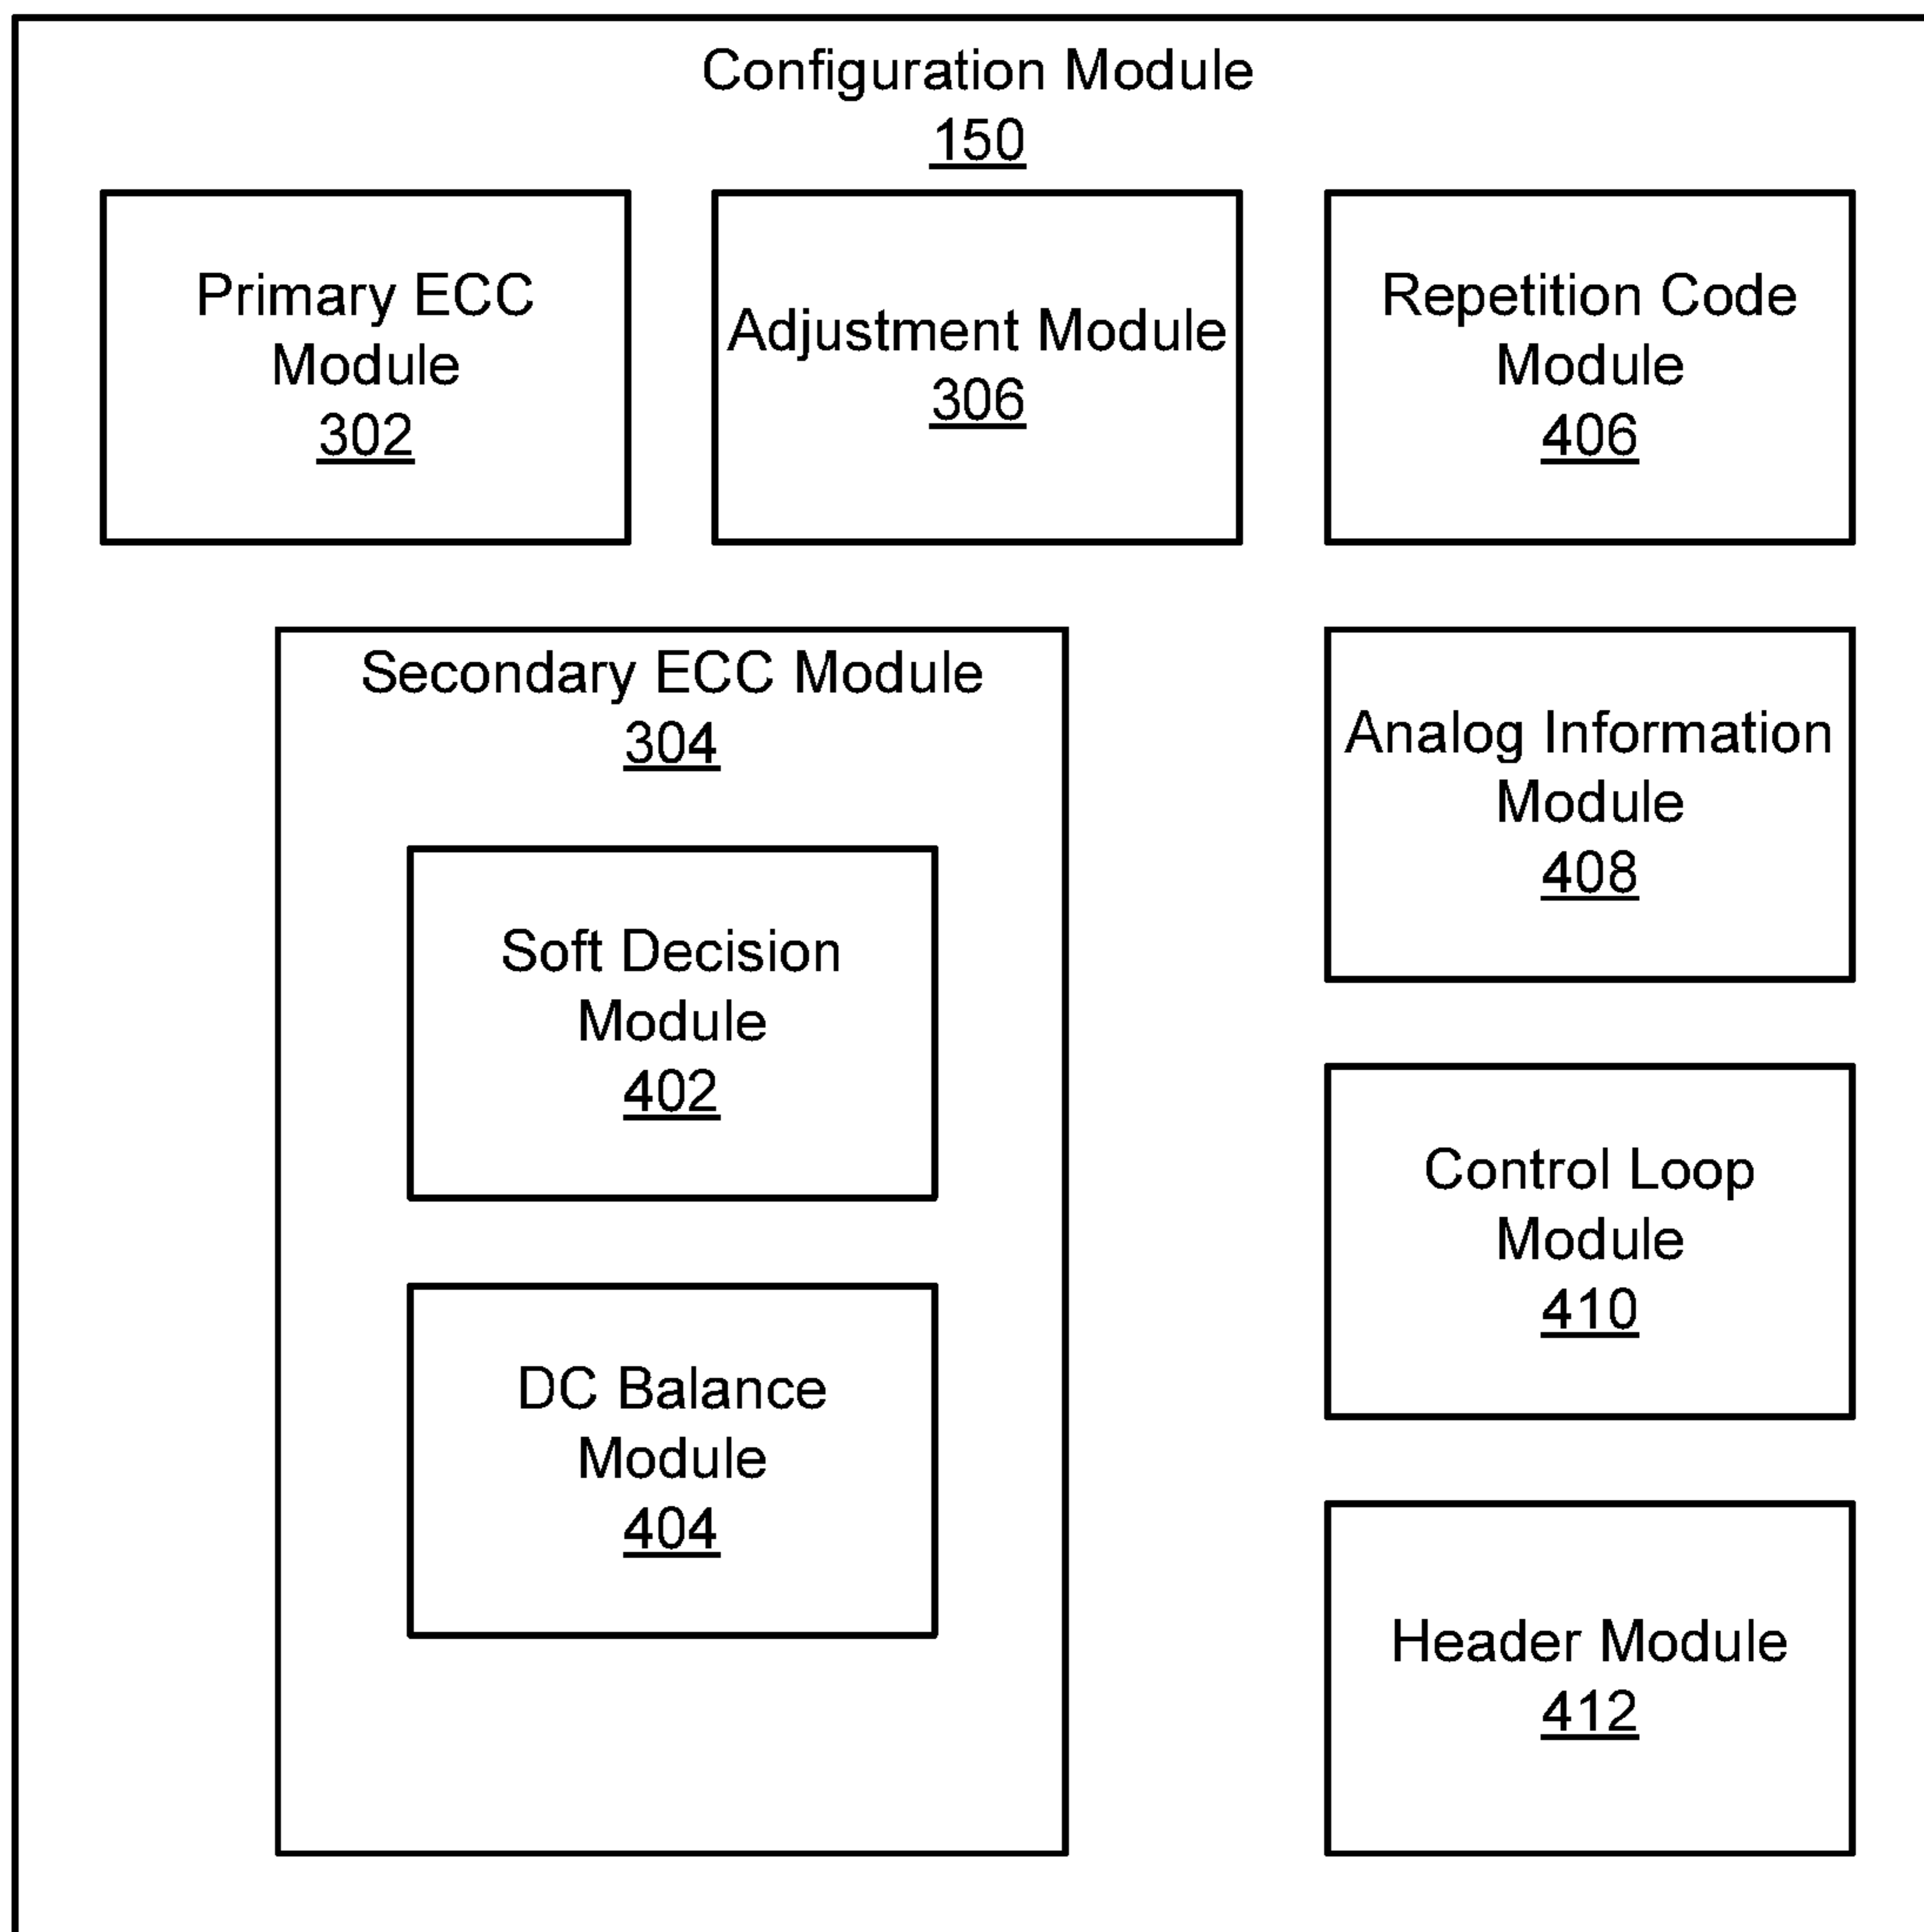 Configuration Module
150
Primary ECC
Module
302
Adjustment Module
306
Repetition Code
Module
406
Secondary ECC Module
304
Soft Decision
Module
402
DC Balance
Module
404
Analog Information
Module
408
Control Loop
Module
410
Header Module
412